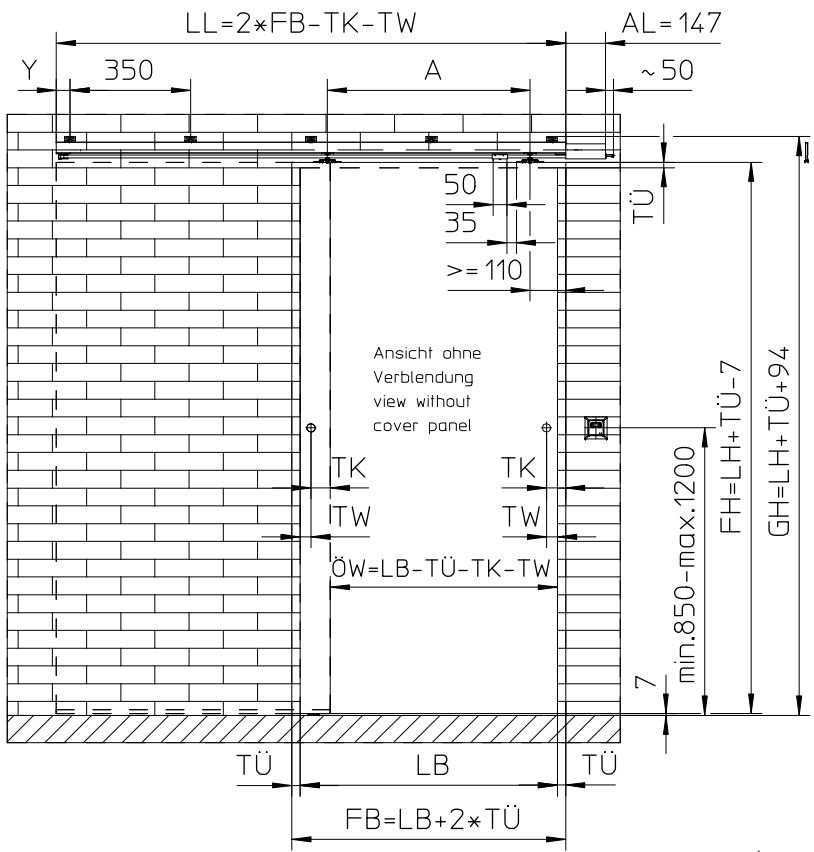 LL=2*FB-TK-TW
AL=147
Y
350
A
~50
50
TÜ
35
>=110
Ansicht ohne
Verblendung
view without
cover panel
FH=LH+TÜ-7
GH=LH+TÜ+94
min.850-max.1200
TK
TK
TW
TW
ÖW=LB-TÜ-TK-TW
7
TÜ
LB
TÜ
FB=LB+2*TÜ